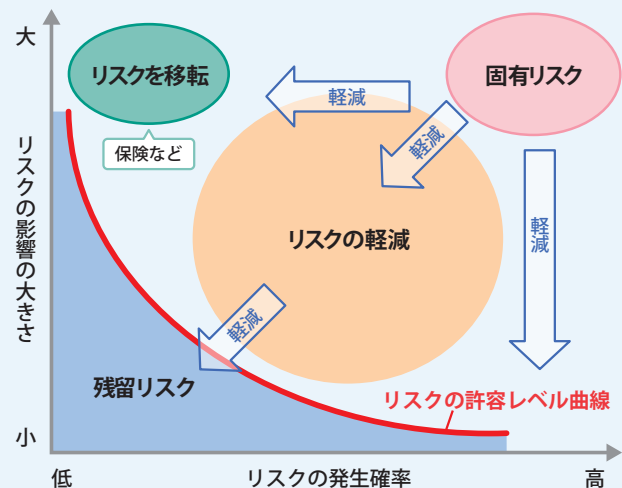 大
リスクを移転
固有リスク
軽減
軽減
保険など
軽減
リスクの影響の大きさ
リスクの軽減
軽減
残留リスク
リスクの許容レベル曲線
小
低
リスクの発生確率
高